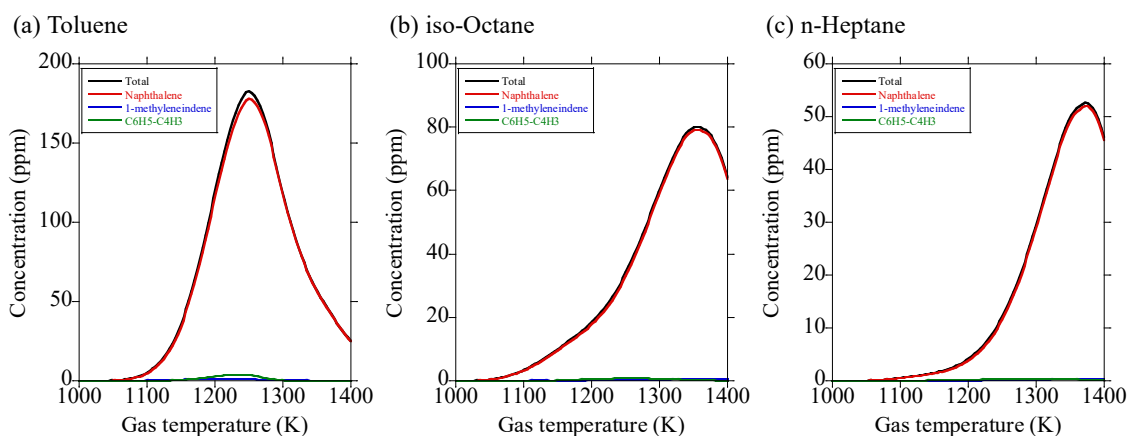 (a) Toluene
200
150
100
50
0
1000 1100 1200 1300 1400
Concentration (ppm)
Gas temperature (K)
Total
Naphthalene
1-methyleneindene
C6H5-C4H3
(b) iso-Octane
100
80
60
40
20
0
1000 1100 1200 1300 1400
Concentration (ppm)
Gas temperature (K)
Total
Naphthalene
1-methyleneindene
C6H5-C4H3
(c) n-Heptane
60
50
40
30
20
10
0
1000 1100 1200 1300 1400
Concentration (ppm)
Gas temperature (K)
Total
Naphthalene
1-methyleneindene
C6H5-C4H3